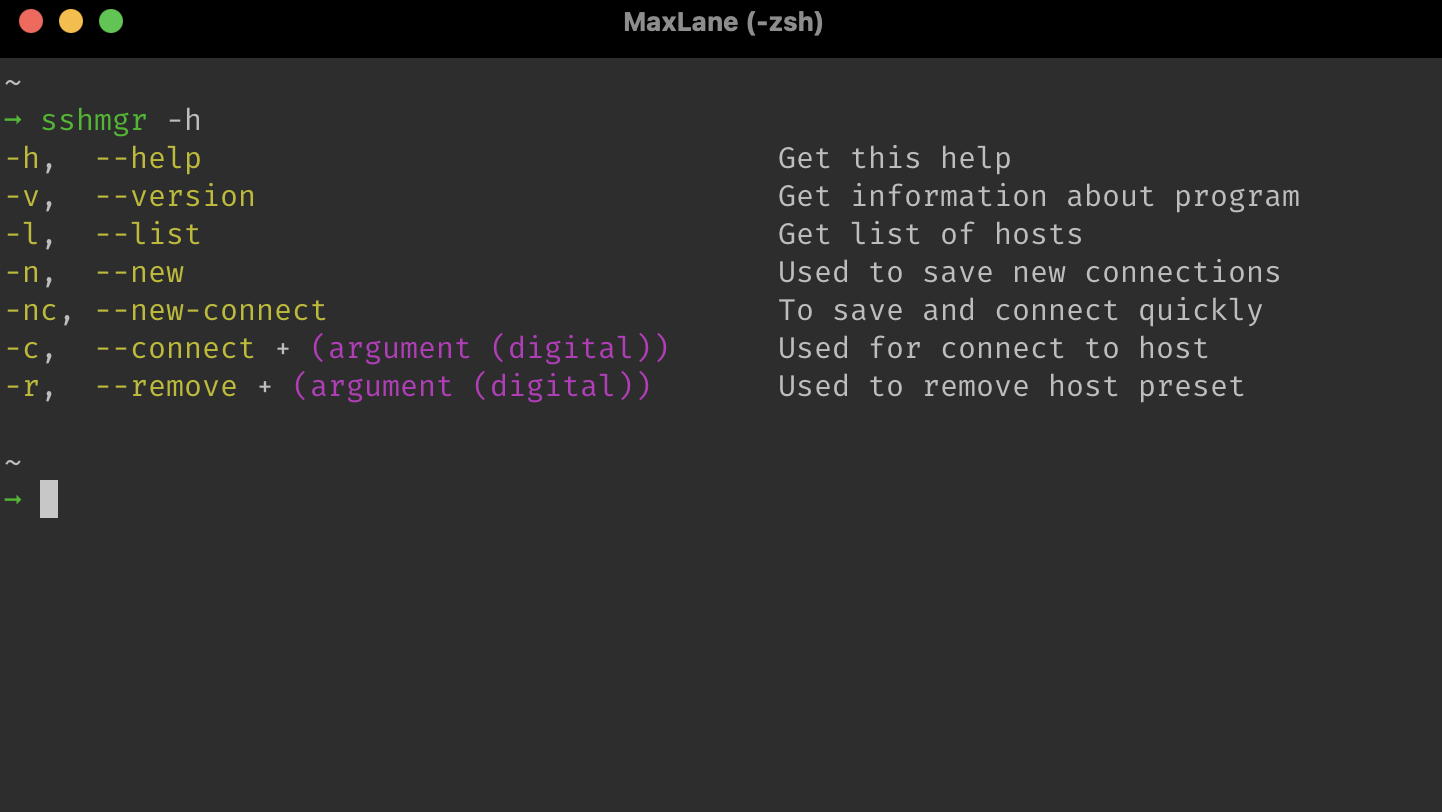 MaxLane (-zsh)
~
→ sshmgr -h
-h,  --help                                Get this help
-v,  --version                             Get information about program
-l,  --list                                Get list of hosts
-n,  --new                                 Used to save new connections
-nc, --new-connect                         To save and connect quickly
-c,  --connect + (argument (digital))      Used for connect to host
-r,  --remove + (argument (digital))       Used to remove host preset
~
→